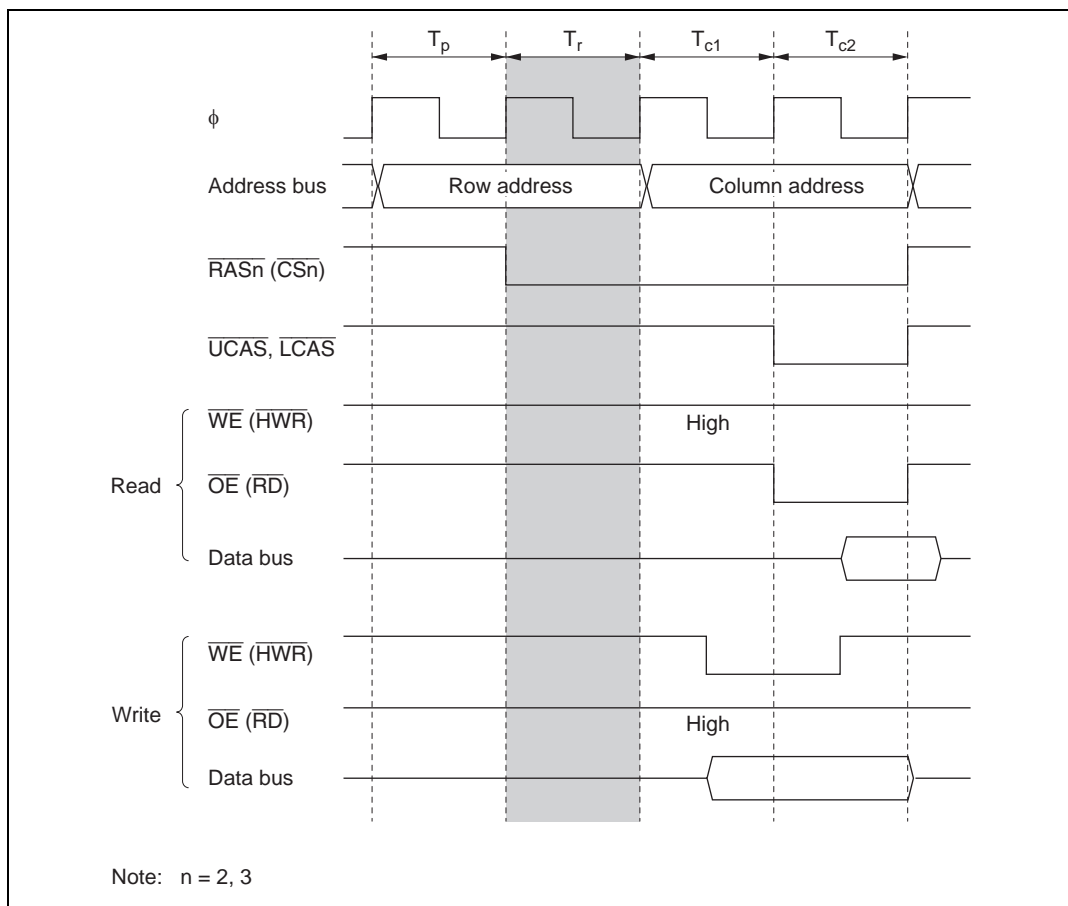 Tp Tr Tc1 Tc2
φ
Address bus Row address Column address
RASn (CSn)
UCAS, LCAS
WE (HWR) High
Read OE (RD)
Data bus
WE (HWR)
Write OE (RD) High
Data bus
Note: n = 2, 3